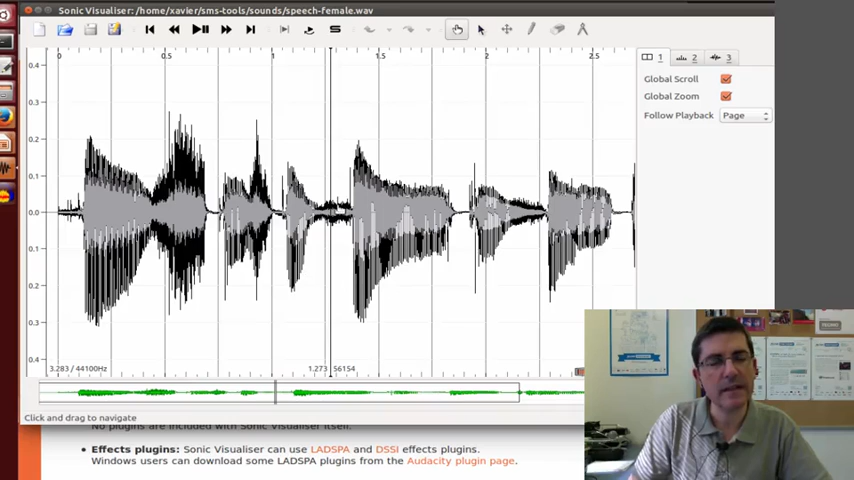 Sonic Visualiser: /home/xavier/sms-tools/sounds/speech-female.wav
0 0.5 1 1.5 2 2.5
1 2 3
0.4
0.3
0.2
0.1
0.0
0.1
0.2
0.3
0.4
Global Scroll
Global Zoom
Follow Playback Page
3.283 / 44100Hz 1.273 56154
Click and drag to navigate
No plugins are included with Sonic Visualiser itself.
• Effects plugins: Sonic Visualiser can use LADSPA and DSSI effects plugins.
Windows users can download some LADSPA plugins from the Audacity plugin page.